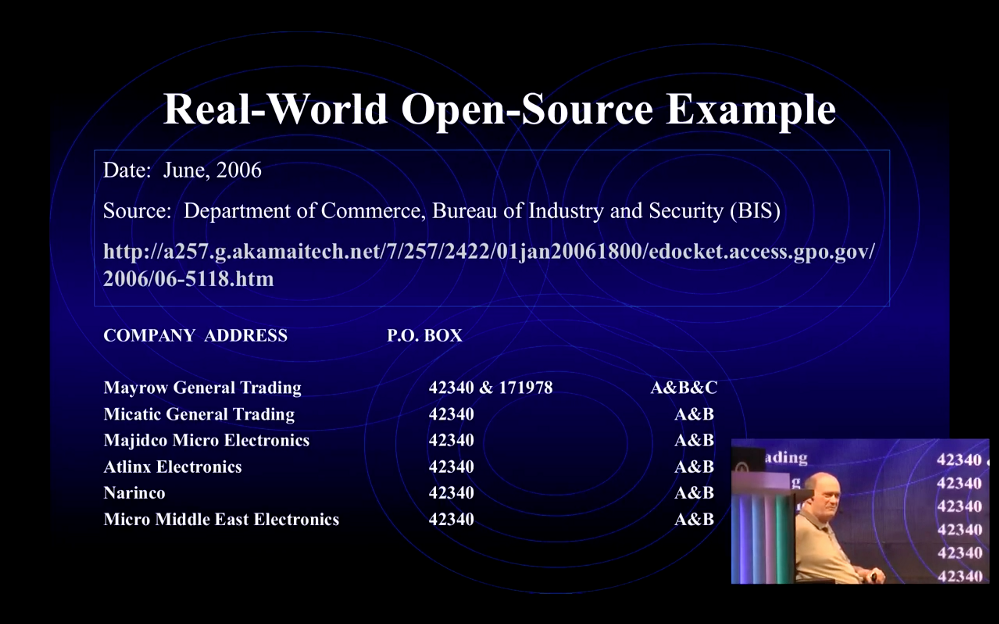 Real-World Open-Source Example
Date: June, 2006
Source: Department of Commerce, Bureau of Industry and Security (BIS)
http://a257.g.akamaitech.net/7/257/2422/01jan20061800/edocket.access.gpo.gov/
2006/06-5118.htm
COMPANY ADDRESS P.O. BOX
Mayrow General Trading 42340 & 171978 A&B&C
Micatic General Trading 42340 A&B
Majidco Micro Electronics 42340 A&B
Atlinx Electronics 42340 A&B
Narinco 42340 A&B
Micro Middle East Electronics 42340 A&B
ading 42340
g 42340
42340
42340
42340
42340